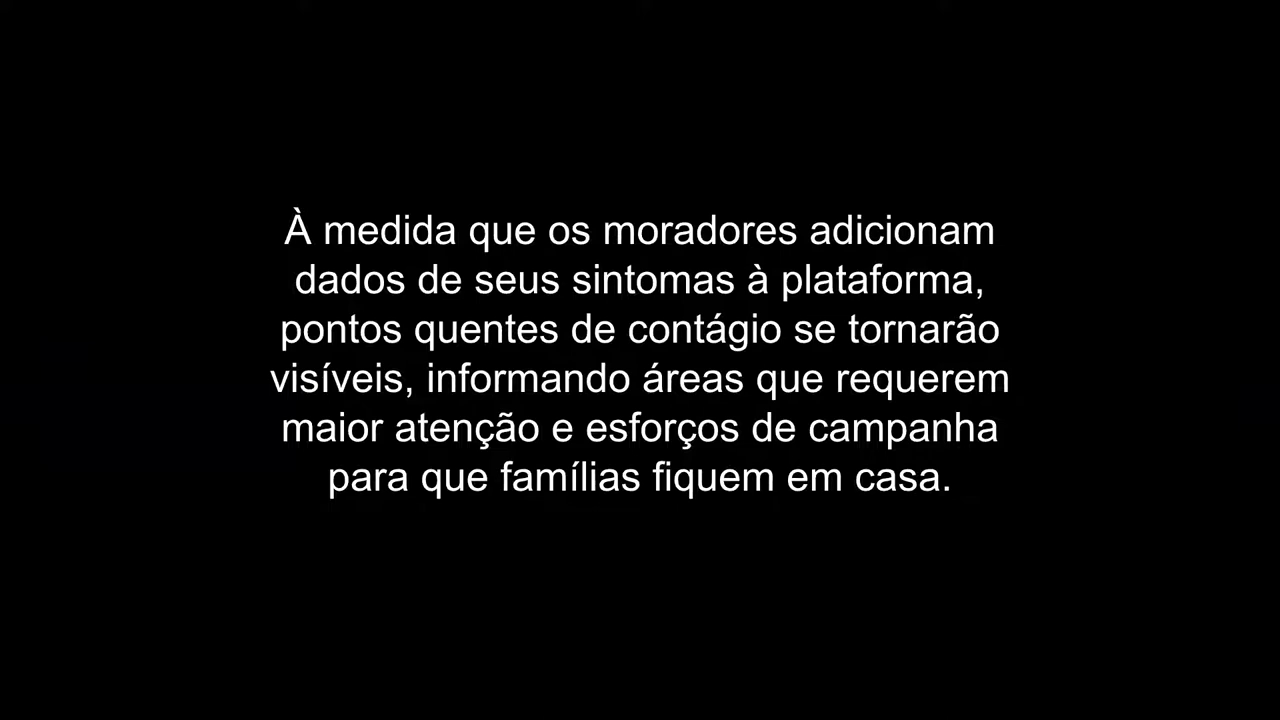 À medida que os moradores adicionam
dados de seus sintomas à plataforma,
pontos quentes de contágio se tornarão
visíveis, informando áreas que requerem
maior atenção e esforços de campanha
para que famílias fiquem em casa.